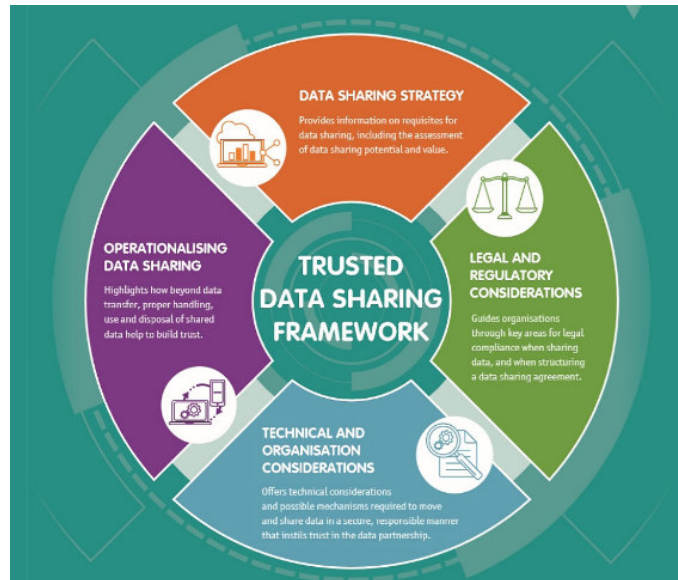 DATA SHARING STRATEGY
Provides information on requisites for
data sharing, including the assessment
of data sharing potential and value.
LEGAL AND
REGULATORY
CONSIDERATIONS
Guides organisations
through key areas for legal
compliance when sharing
data, and when structuring
a data sharing agreement.
TRUSTED
DATA SHARING
FRAMEWORK
OPERATIONALISING
DATA SHARING
Highlights how beyond data
transfer, proper handling,
use and disposal of shared
data help to build trust.
TECHNICAL AND
ORGANISATION
CONSIDERATIONS
Offers technical considerations
and possible mechanisms required to move
and share data in a secure, responsible manner
that instils trust in the data partnership.